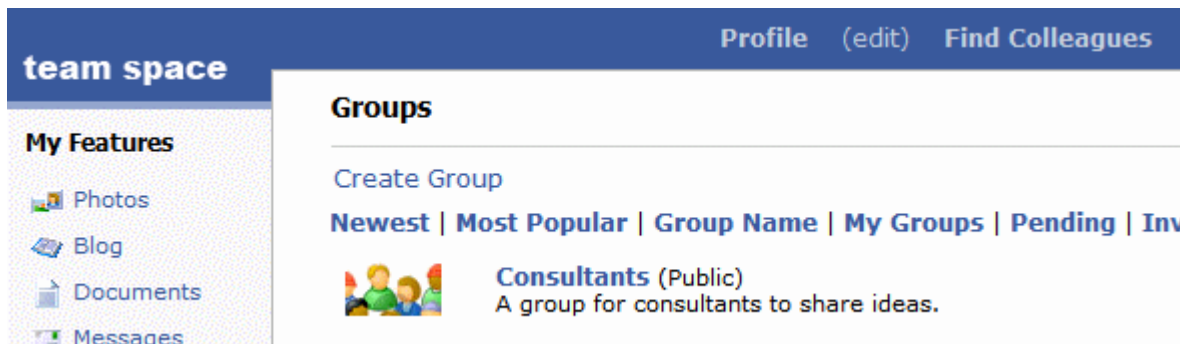 Profile (edit) Find Colleagues
team space
My Features
Photos
Blog
Documents
Messages
Groups
Create Group
Newest | Most Popular | Group Name | My Groups | Pending |
Consultants (Public)
A group for consultants to share ideas.